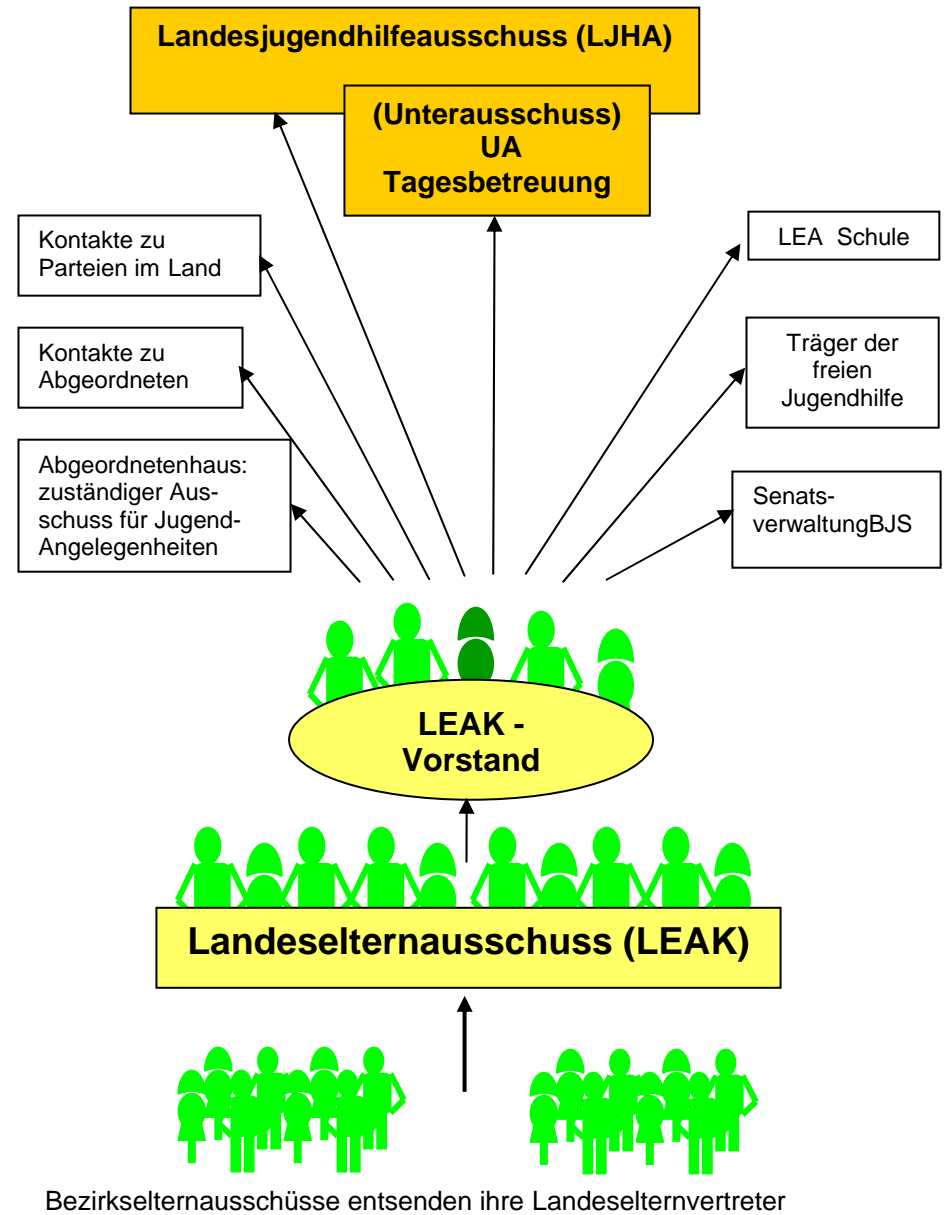 Landesjugendhilfeausschuss (LJHA)
(Unterausschuss)
UA
Tagesbetreuung
Kontakte zu
Parteien im Land
LEA Schule
Kontakte zu
Abgeordneten
Träger der
freien
Jugendhilfe
Abgeordnetenhaus:
zuständiger Aus-
schuss für Jugend-
Angelegenheiten
Senats-
verwaltungBJS
LEAK -
Vorstand
Landeselternausschuss (LEAK)
Bezirkselternausschüsse entsenden ihre Landeselternvertreter